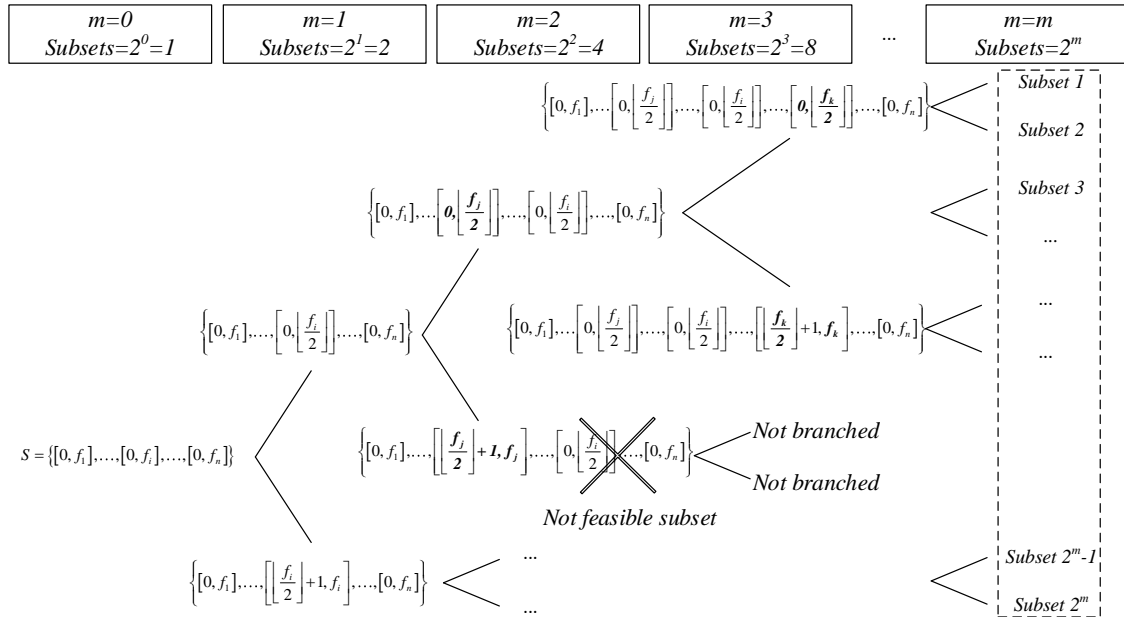 m=0
Subsets=2^0=1
m=1
Subsets=2^1=2
m=2
Subsets=2^2=4
m=3
Subsets=2^3=8
...
m=m
Subsets=2^m
{[0, f_1],…[0,⌊f_j/2⌋],…,[0,⌊f_i/2⌋],…,[0,⌊f_k/2⌋],…,[0, f_n]}
Subset 1
Subset 2
{[0, f_1],…[0,⌊f_j/2⌋],…,[0,⌊f_i/2⌋],…,[0, f_n]}
Subset 3
...
{[0, f_1],…,[0,⌊f_i/2⌋],…,[0, f_n]}
{[0, f_1],…[0,⌊f_j/2⌋],…,[0,⌊f_i/2⌋],…,[⌊f_k/2⌋+1, f_k],…,[0, f_n]}
...
...
S={[0, f_1],…,[0, f_i],…,[0, f_n]}
{[0, f_1],…,[⌊f_j/2⌋+1, f_j],…,[0,⌊f_i/2⌋],…,[0, f_n]}
Not branched
Not branched
Not feasible subset
{[0, f_1],…,[⌊f_i/2⌋+1, f_i],…,[0, f_n]}
...
...
Subset 2^m-1
Subset 2^m